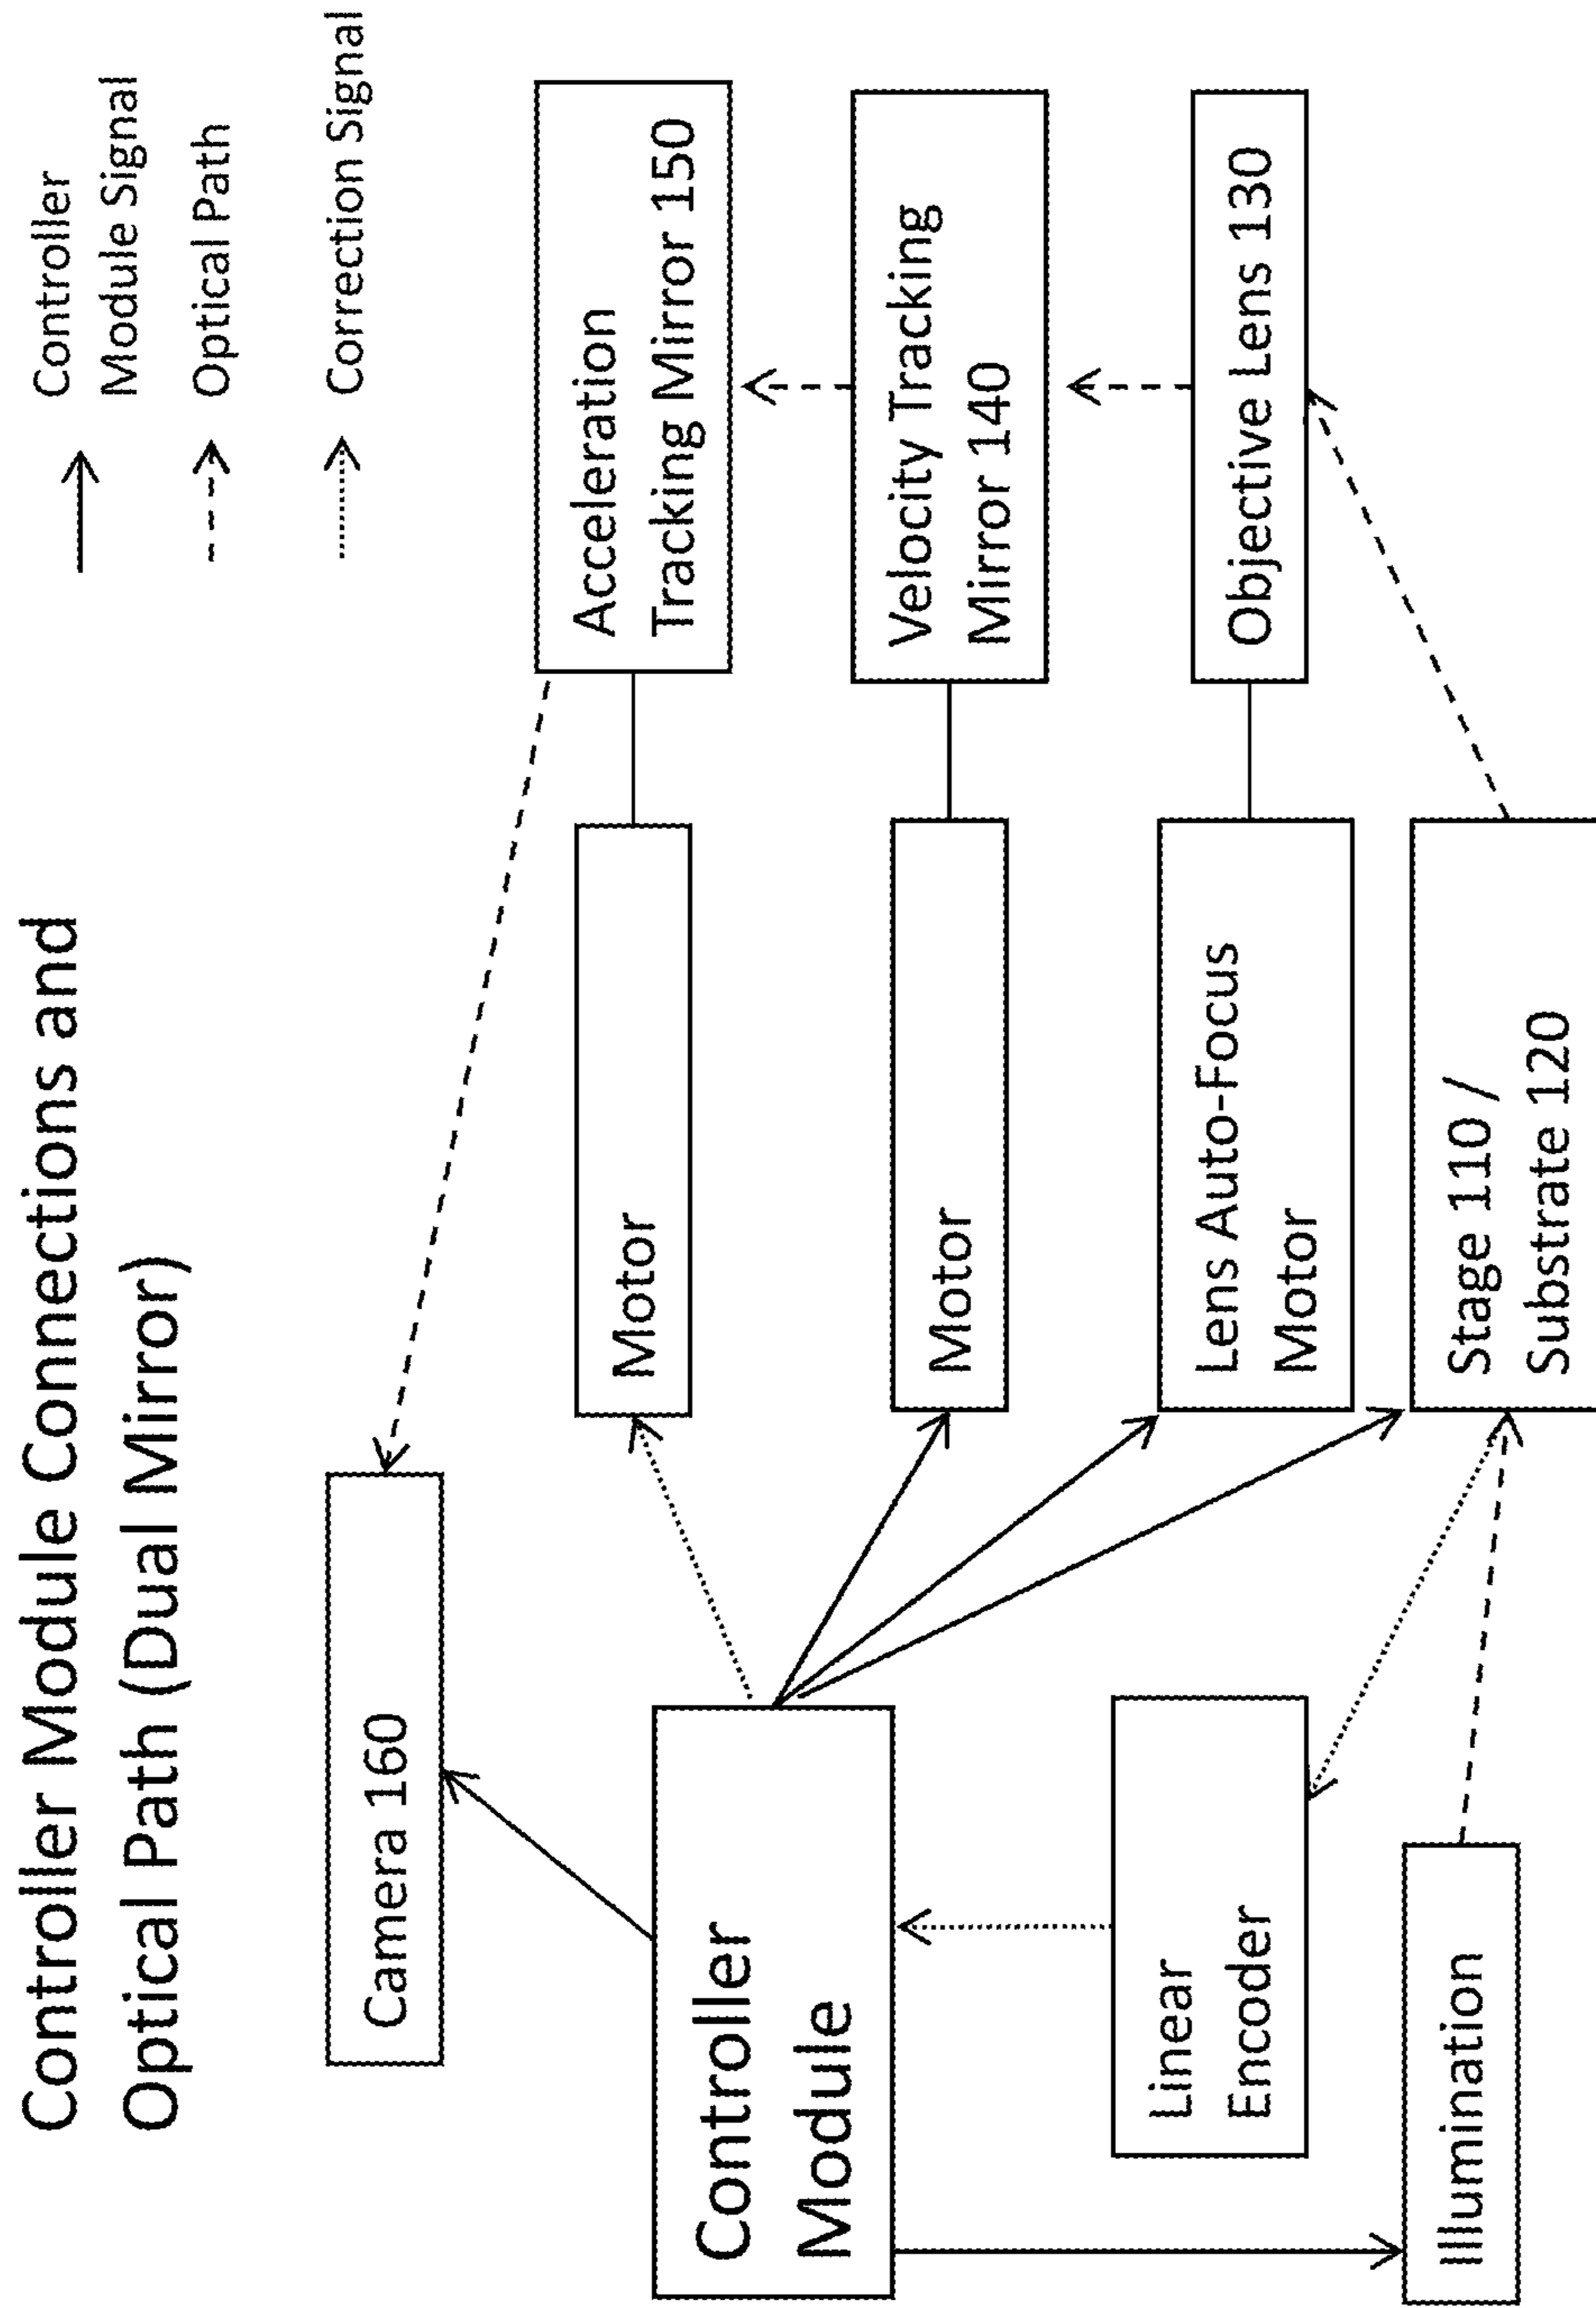 Controller Module Connections and
Optical Path (Dual Mirror)
Controller
Module Signal
Optical Path
Correction Signal
Camera 160
Acceleration
Tracking Mirror 150
Motor
Controller
Module
Velocity Tracking
Mirror 140
Motor
Linear
Encoder
Lens Auto-Focus
Motor
Objective Lens 130
Illumination
Stage 110 /
Substrate 120